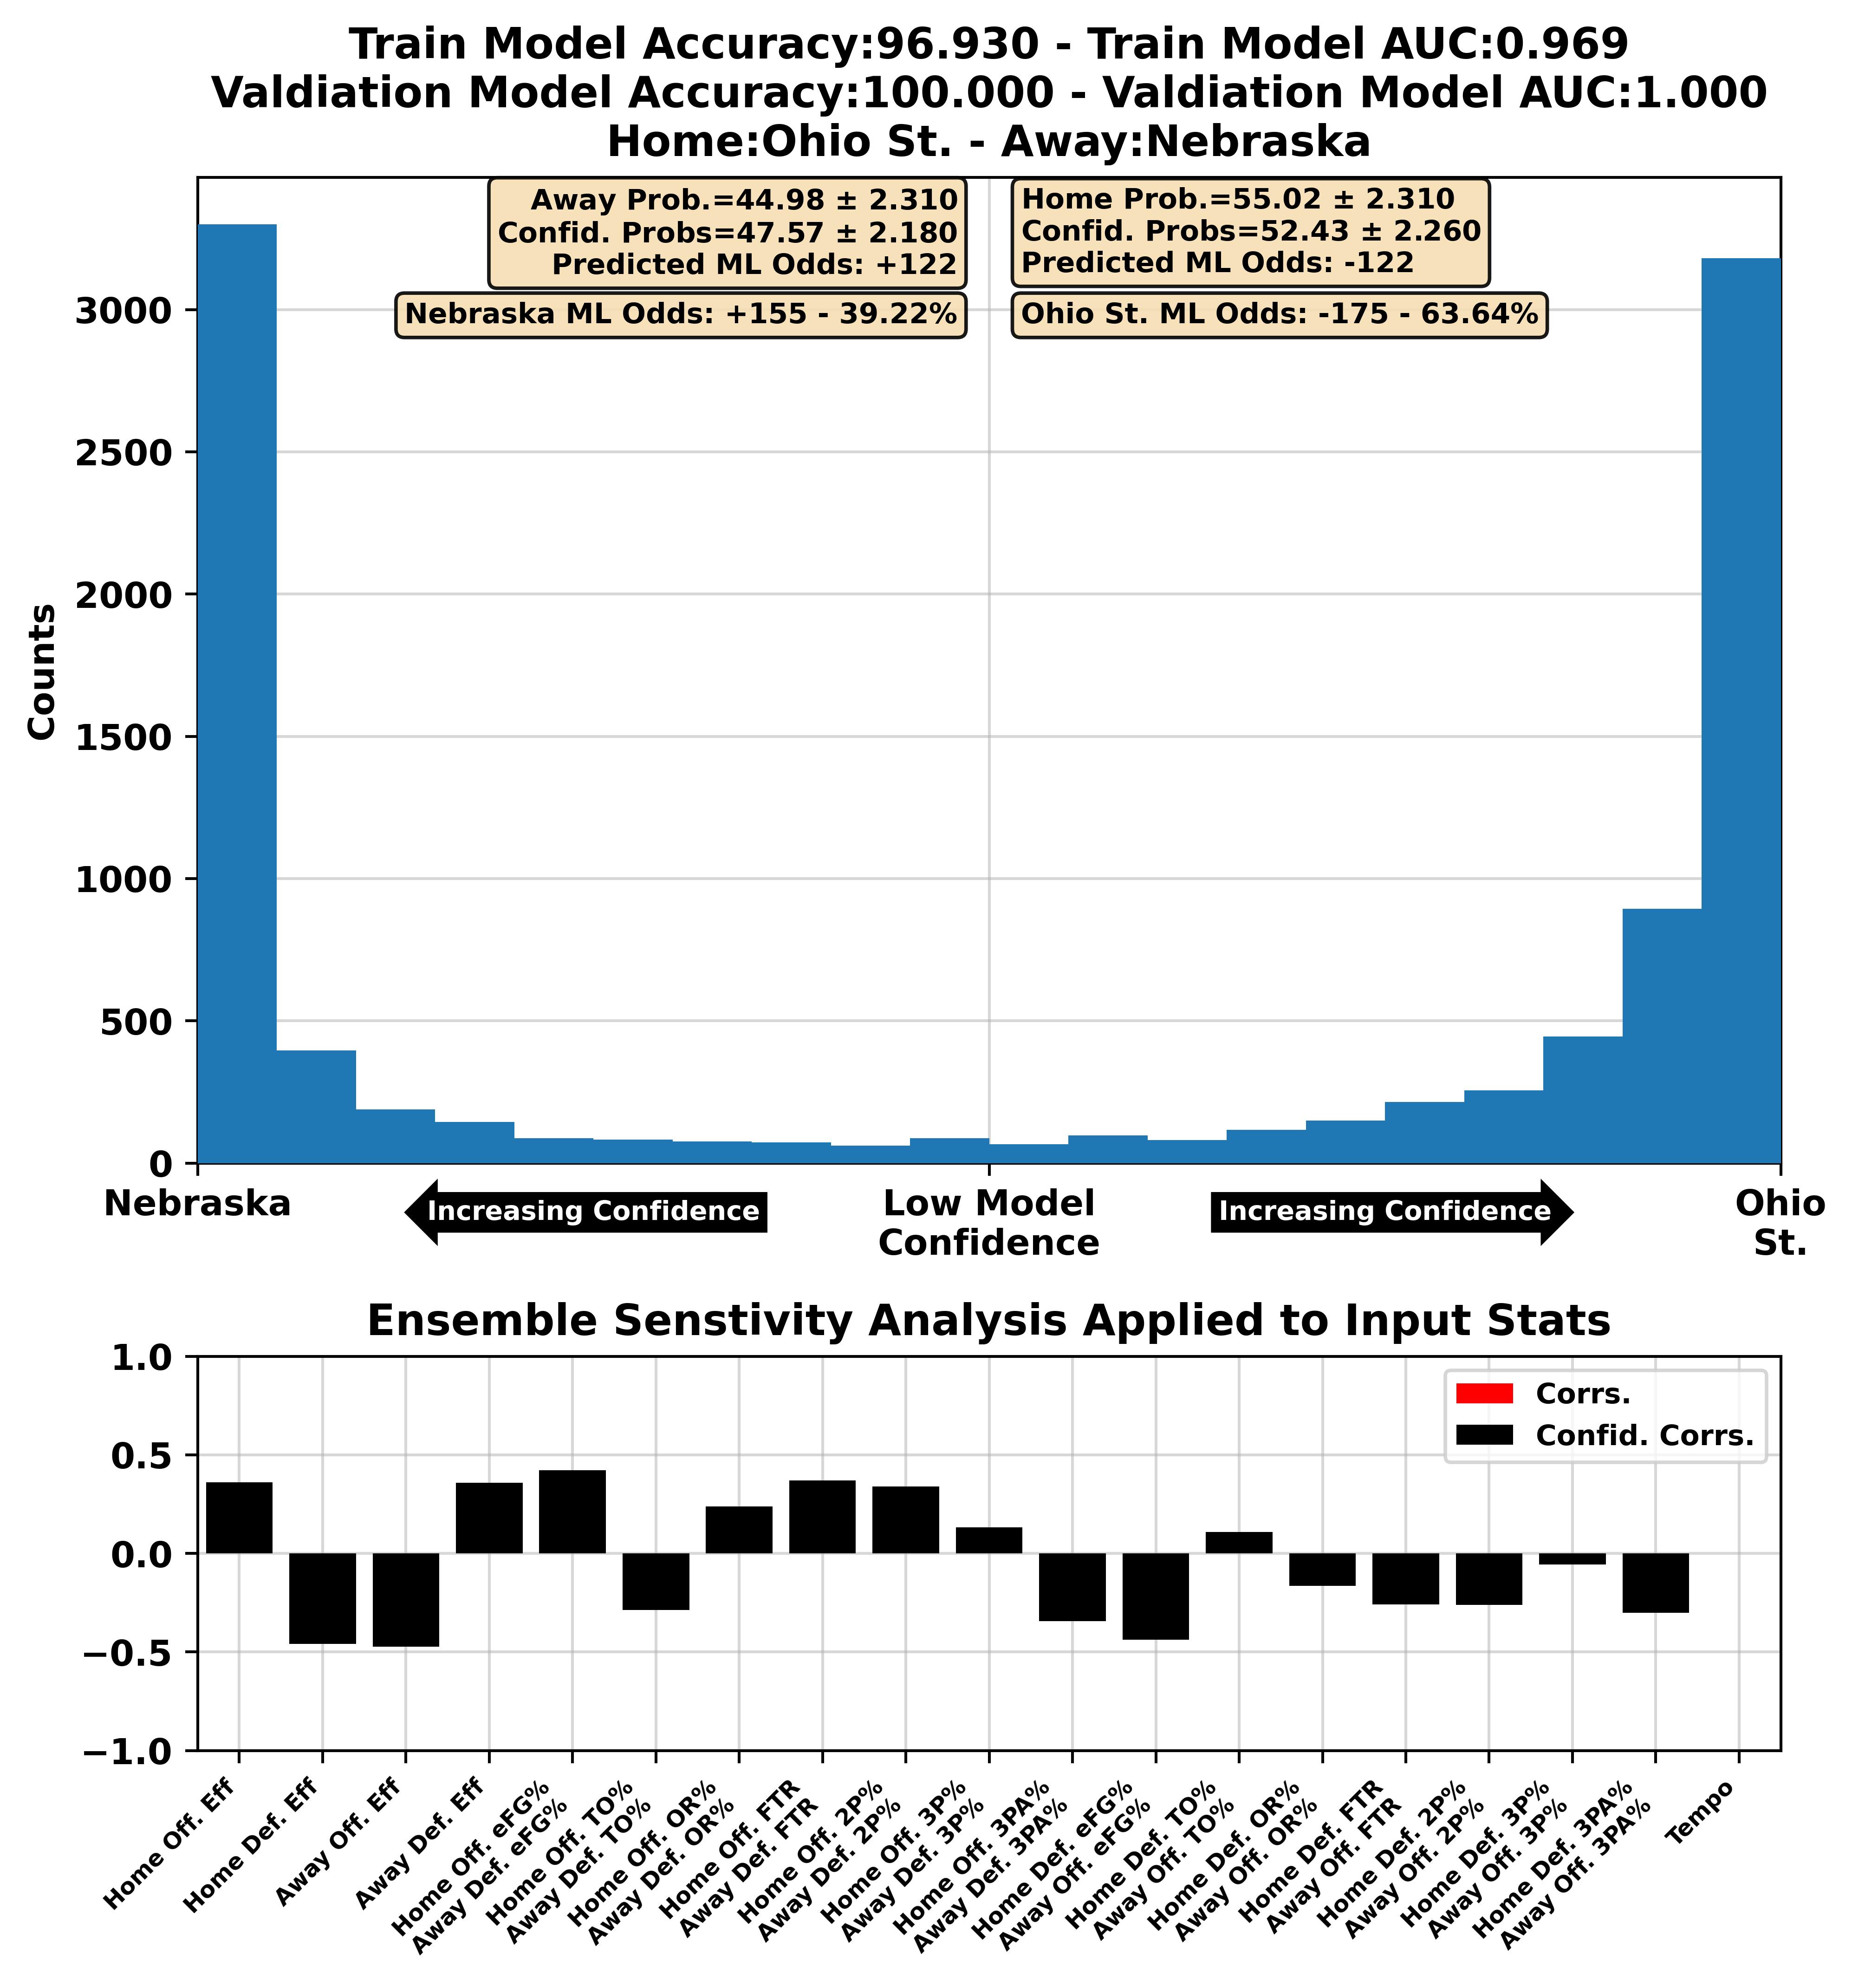 Train Model Accuracy:96.930 - Train Model AUC:0.969
Valdiation Model Accuracy:100.000 - Valdiation Model AUC:1.000
Home:Ohio St. - Away:Nebraska
Away Prob.=44.98 ± 2.310
Confid. Probs=47.57 ± 2.180
Predicted ML Odds: +122
Home Prob.=55.02 ± 2.310
Confid. Probs=52.43 ± 2.260
Predicted ML Odds: -122
Nebraska ML Odds: +155 - 39.22%
Ohio St. ML Odds: -175 - 63.64%
Counts
3000
2500
2000
1500
1000
500
0
Nebraska
Increasing Confidence
Low Model
Confidence
Increasing Confidence
Ohio
St.
Ensemble Senstivity Analysis Applied to Input Stats
1.0
0.5
0.0
−0.5
−1.0
Corrs.
Confid. Corrs.
Home Off. Eff
Home Def. Eff
Away Off. Eff
Away Def. Eff
Home Off. eFG%
Away Def. eFG%
Home Off. TO%
Away Def. TO%
Home Off. OR%
Away Def. OR%
Home Off. FTR
Away Def. FTR
Home Off. 2P%
Away Def. 2P%
Home Off. 3P%
Away Def. 3P%
Home Off. 3PA%
Away Def. 3PA%
Home Def. eFG%
Away Off. eFG%
Home Def. TO%
Away Off. TO%
Home Def. OR%
Away Off. OR%
Home Def. FTR
Away Off. FTR
Home Def. 2P%
Away Off. 2P%
Home Def. 3P%
Away Off. 3P%
Home Def. 3PA%
Away Off. 3PA%
Tempo